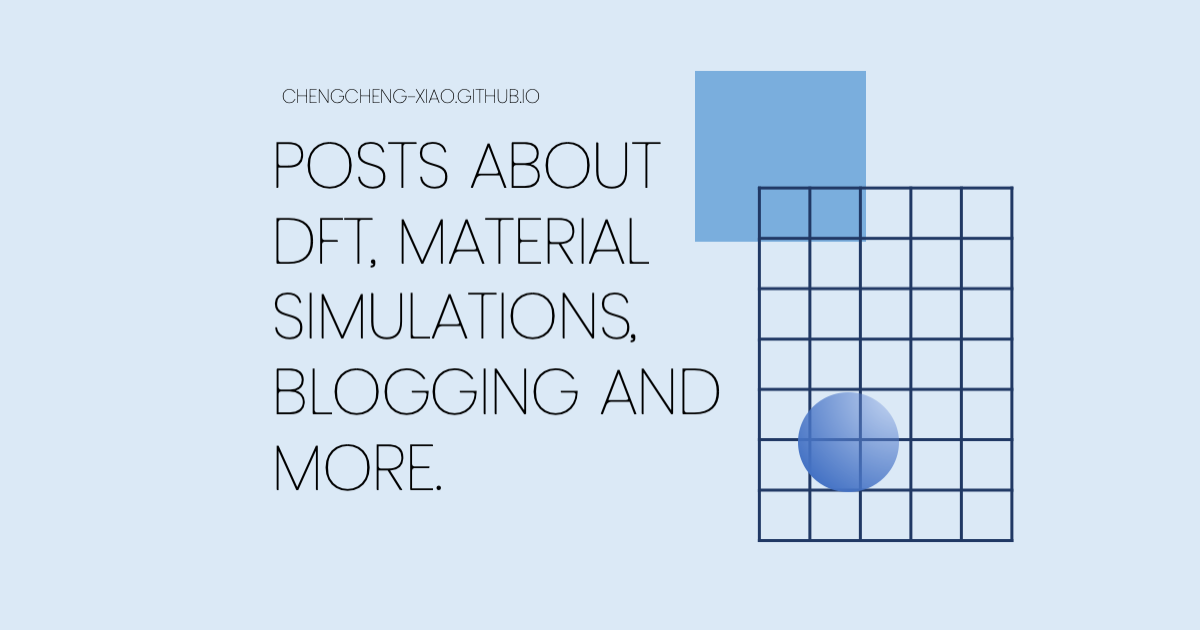 CHENGCHENG-XIAO.GITHUB.IO
POSTS ABOUT
DFT, MATERIAL
SIMULATIONS,
BLOGGING AND
MORE.